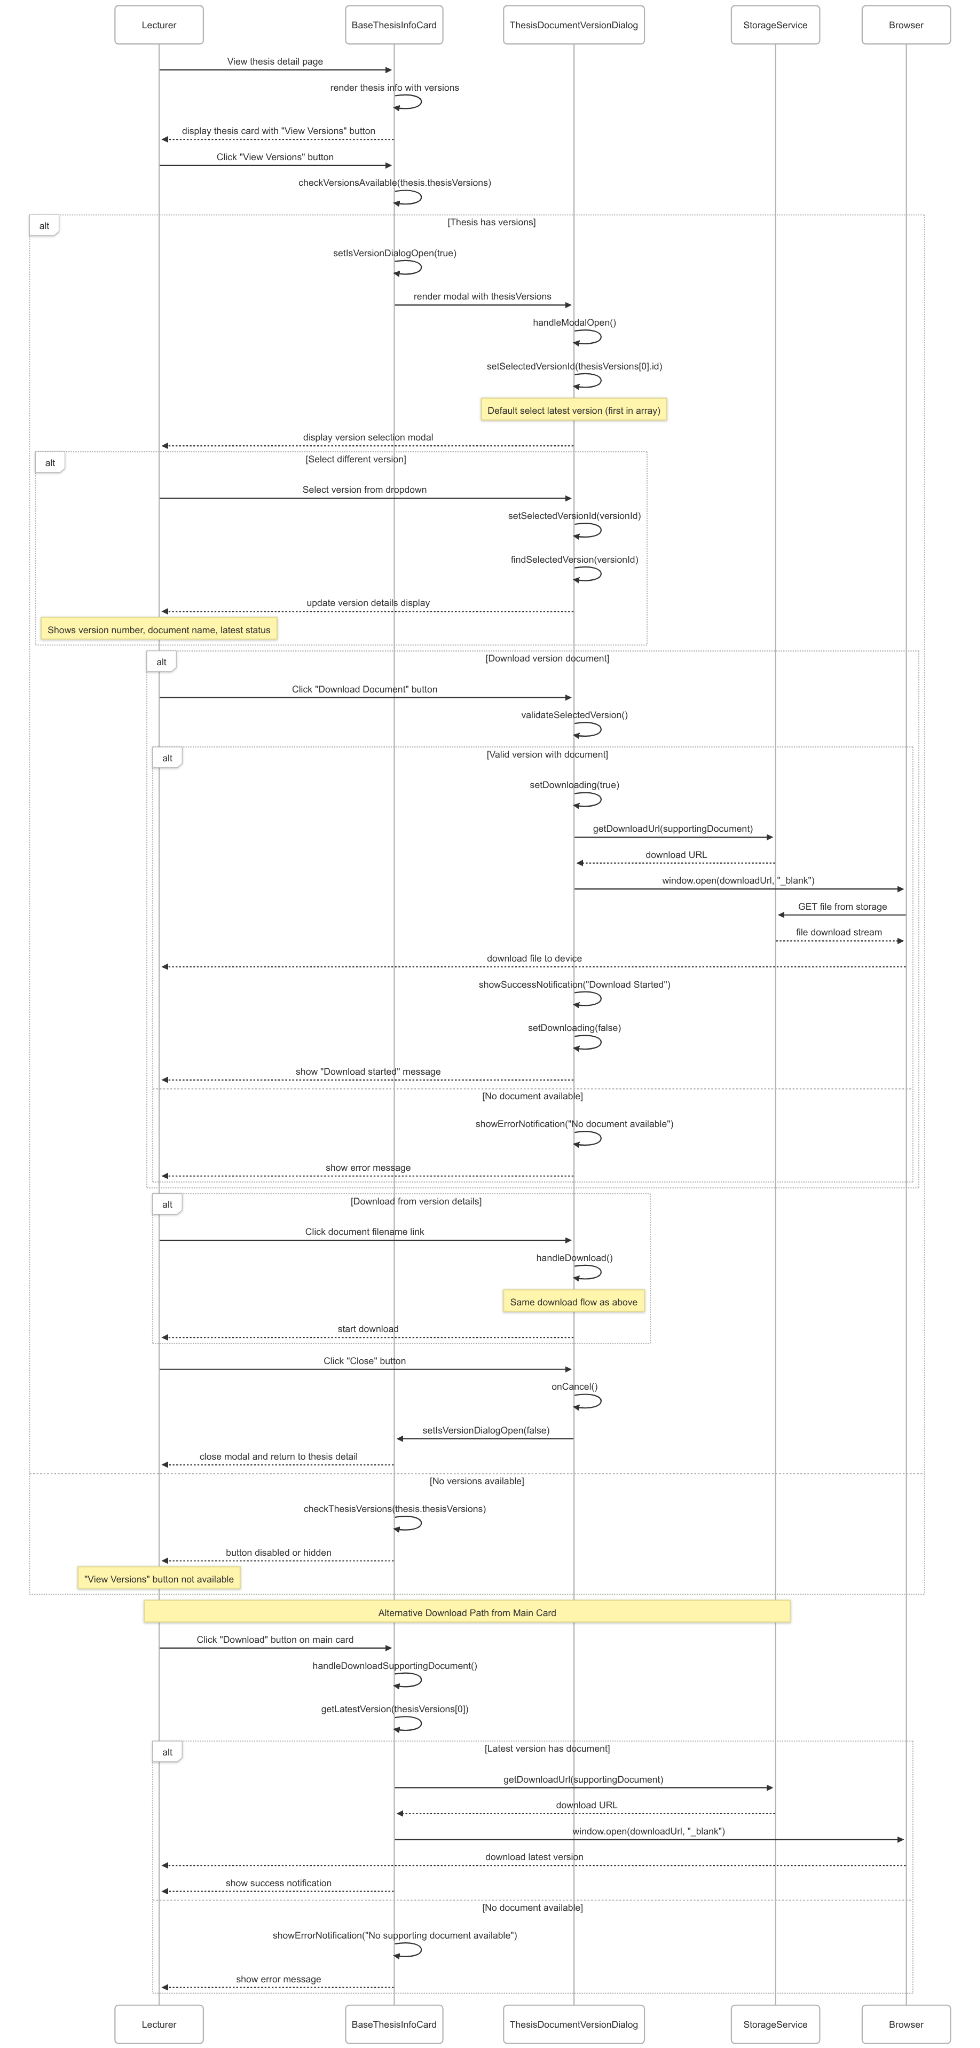 Lecturer
BaseThesisInfoCard
ThesisDocumentVersionDialog
StorageService
Browser
View thesis detail page
render thesis info with versions
display thesis card with "View Versions" button
Click "View Versions" button
checkVersionsAvailable(thesis.thesisVersions)
alt
[Thesis has versions]
setIsVersionDialogOpen(true)
render modal with thesisVersions
handleModalOpen()
setSelectedVersionId(thesisVersions[0].id)
Default select latest version (first in array)
display version selection modal
alt
[Select different version]
Select version from dropdown
setSelectedVersionId(versionId)
findSelectedVersion(versionId)
update version details display
Shows version number, document name, latest status
alt
[Download version document]
Click "Download Document" button
validateSelectedVersion()
alt
[Valid version with document]
setDownloading(true)
getDownloadUrl(supportingDocument)
download URL
window.open(downloadUrl, "_blank")
GET file from storage
file download stream
download file to device
showSuccessNotification("Download Started")
setDownloading(false)
show "Download started" message
[No document available]
showErrorNotification("No document available")
show error message
alt
[Download from version details]
Click document filename link
handleDownload()
Same download flow as above
start download
Click "Close" button
onCancel()
setIsVersionDialogOpen(false)
close modal and return to thesis detail
[No versions available]
checkThesisVersions(thesis.thesisVersions)
button disabled or hidden
"View Versions" button not available
Alternative Download Path from Main Card
Click "Download" button on main card
handleDownloadSupportingDocument()
getLatestVersion(thesisVersions[0])
alt
[Latest version has document]
getDownloadUrl(supportingDocument)
download URL
window.open(downloadUrl, "_blank")
download latest version
show success notification
[No document available]
showErrorNotification("No supporting document available")
show error message
Lecturer
BaseThesisInfoCard
ThesisDocumentVersionDialog
StorageService
Browser